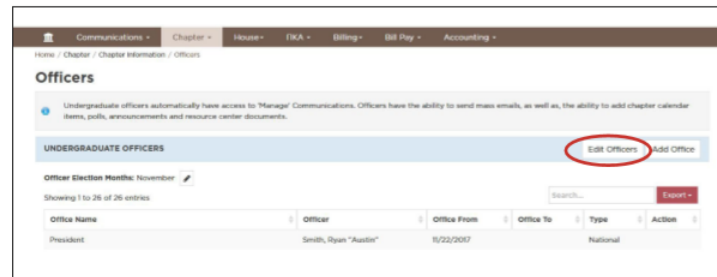 Communications Chapter House ΠΚΑ Billing Bill Pay Accounting
Home / Chapter / Chapter Information / Officers
Officers
Undergraduate officers automatically have access to 'Manage' Communications. Officers have the ability to send mass emails, as well as, the ability to add chapter calendar
items, polls, announcements and resource center documents.
UNDERGRADUATE OFFICERS Edit Officers Add Office
Officer Election Months: November
Showing 1 to 26 of 26 entries Search... Export
Office Name Officer Office From Office To Type Action
President Smith, Ryan "Austin" 11/22/2017 National